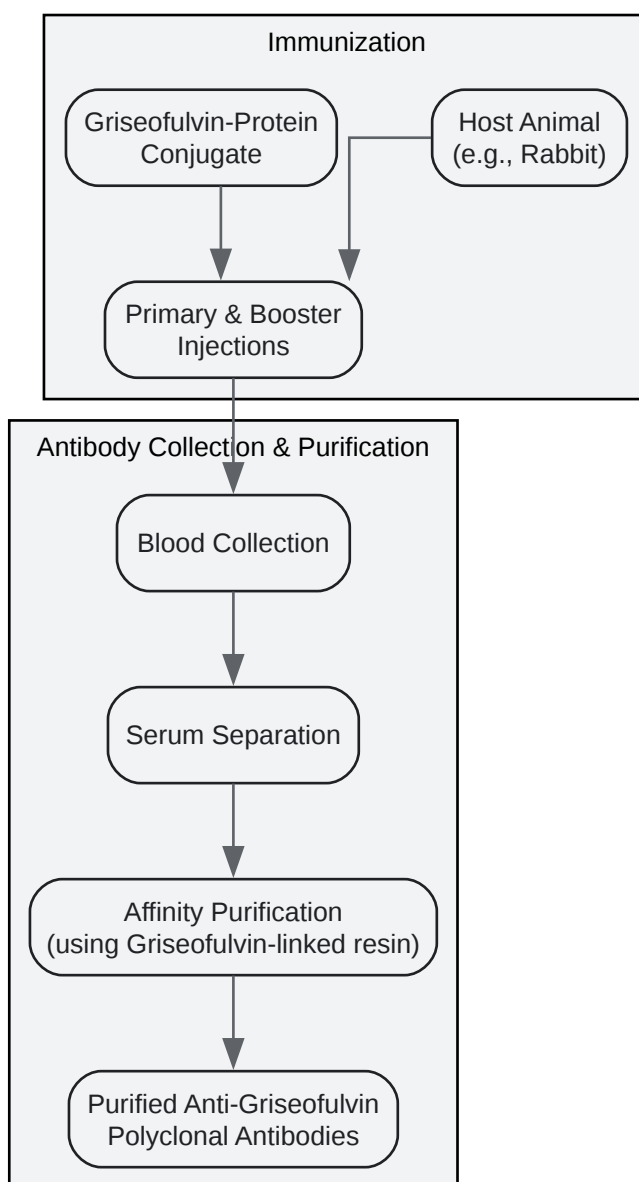 Immunization
Griseofulvin-Protein
Conjugate
Host Animal
(e.g., Rabbit)
Primary & Booster
Injections
Antibody Collection & Purification
Blood Collection
Serum Separation
Affinity Purification
(using Griseofulvin-linked resin)
Purified Anti-Griseofulvin
Polyclonal Antibodies